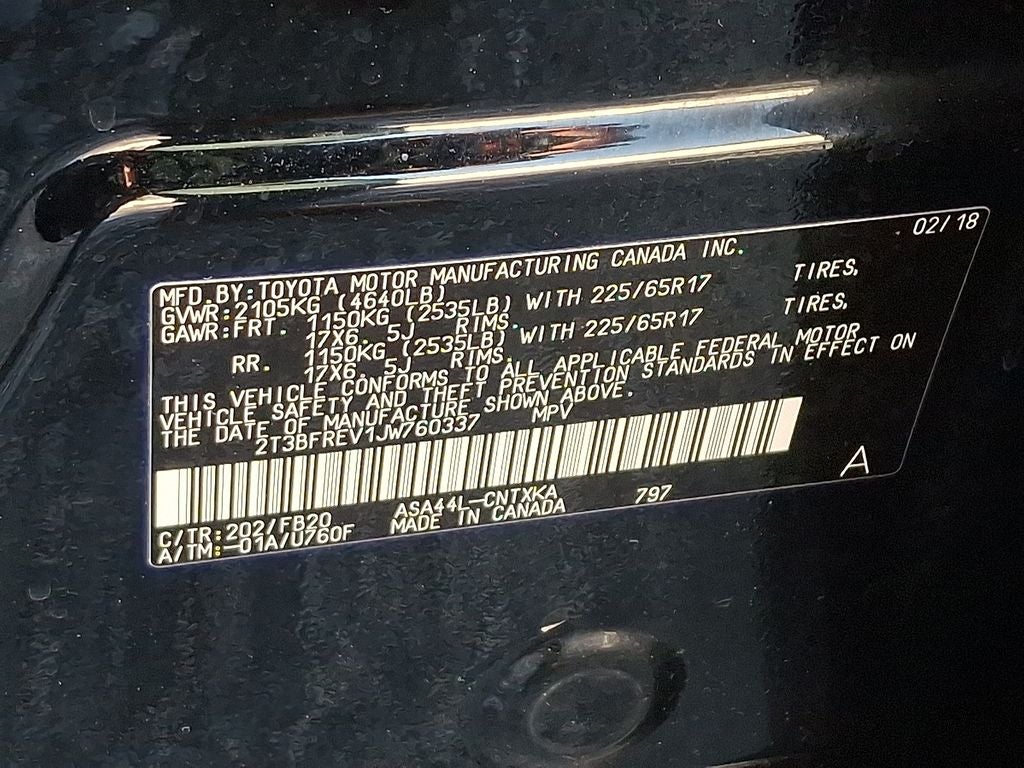 02/18
MFD.BY:TOYOTA MOTOR MANUFACTURING CANADA INC.
GVWR:2105KG (4640LB)
GAWR:FRT. 1150KG (2535LB) WITH 225/65R17 TIRES,
17X6. 5J RIMS.
RR. 1150KG (2535LB) WITH 225/65R17 TIRES,
17X6. 5J RIMS.
THIS VEHICLE CONFORMS TO ALL APPLICABLE FEDERAL MOTOR
VEHICLE SAFETY AND THEFT PREVENTION STANDARDS IN EFFECT ON
THE DATE OF MANUFACTURE SHOWN ABOVE.
2T3BFREV1JW760337 MPV
A
C/TR:202/FB20 ASA44L-CNTXKA 797
A/TM:-01A/U760F MADE IN CANADA